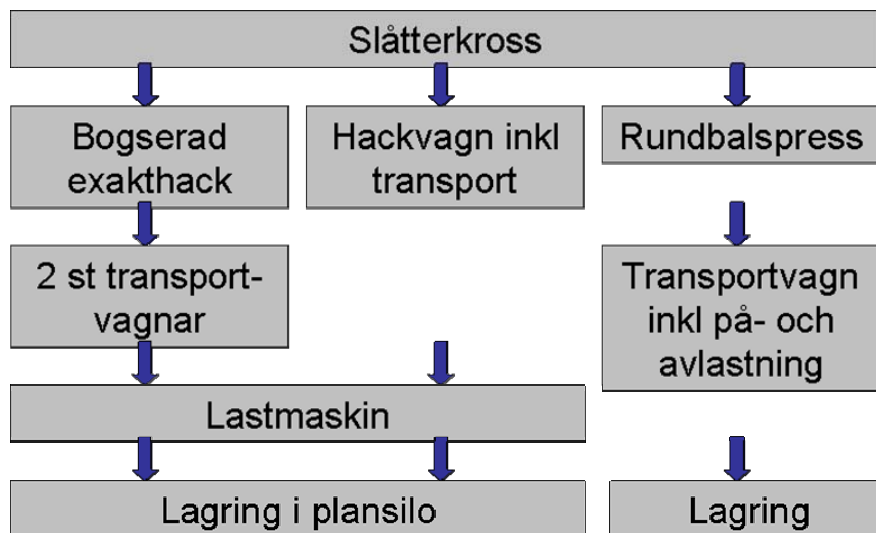 Slåtterkross
Bogserad
exakthack
Hackvagn inkl
transport
Rundbalspress
2 st transport-
vagnar
Transportvagn
inkl på- och
avlastning
Lastmaskin
Lagring i plansilo
Lagring